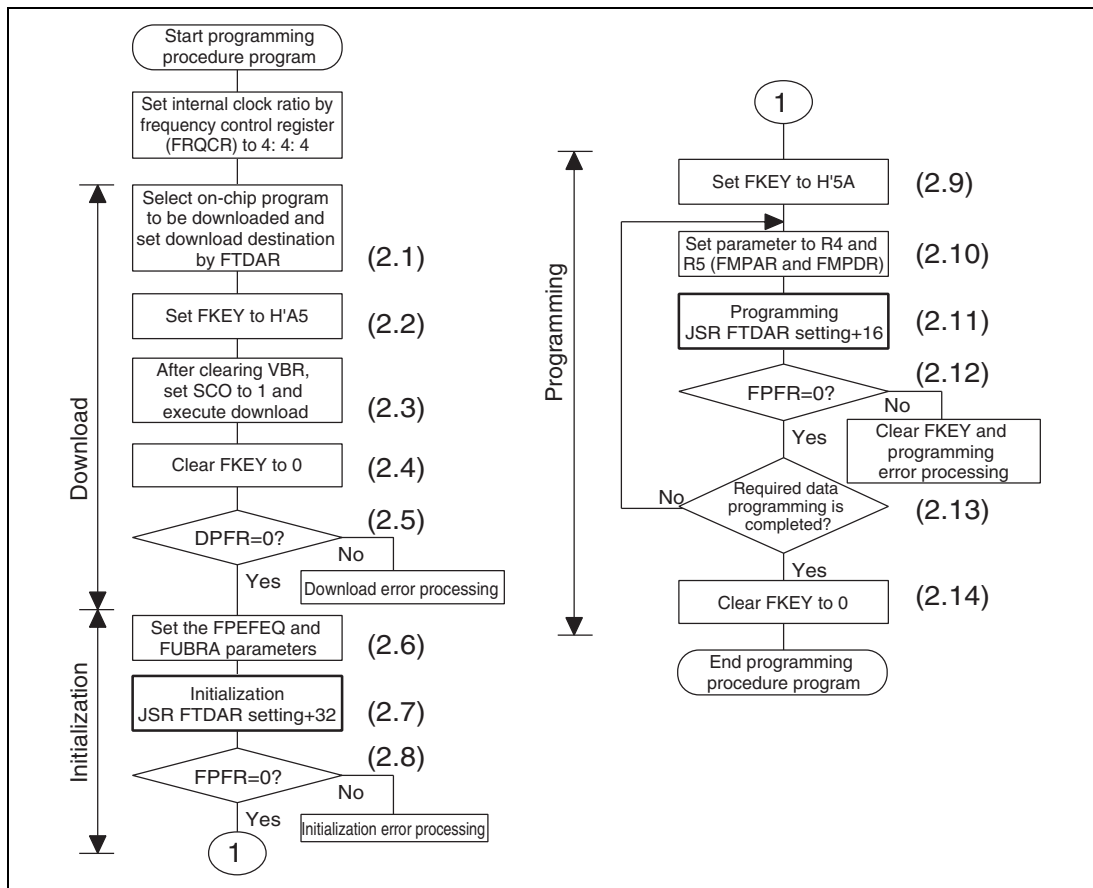 Start programming
procedure program
Set internal clock ratio by
frequency control register
(FRQCR) to 4: 4: 4
Download
Select on-chip program
to be downloaded and
set download destination
by FTDAR
(2.1)
Set FKEY to H'A5
(2.2)
After clearing VBR,
set SCO to 1 and
execute download
(2.3)
Clear FKEY to 0
(2.4)
DPFR=0?
(2.5)
No
Yes
Download error processing
Initialization
Set the FPEFEQ and
FUBRA parameters
(2.6)
Initialization
JSR FTDAR setting+32
(2.7)
FPFR=0?
(2.8)
No
Yes
Initialization error processing
1
1
Programming
Set FKEY to H'5A
(2.9)
Set parameter to R4 and
R5 (FMPAR and FMPDR)
(2.10)
Programming
JSR FTDAR setting+16
(2.11)
FPFR=0?
(2.12)
No
Yes
Clear FKEY and
programming
error processing
No
Required data
programming is
completed?
(2.13)
Yes
Clear FKEY to 0
(2.14)
End programming
procedure program